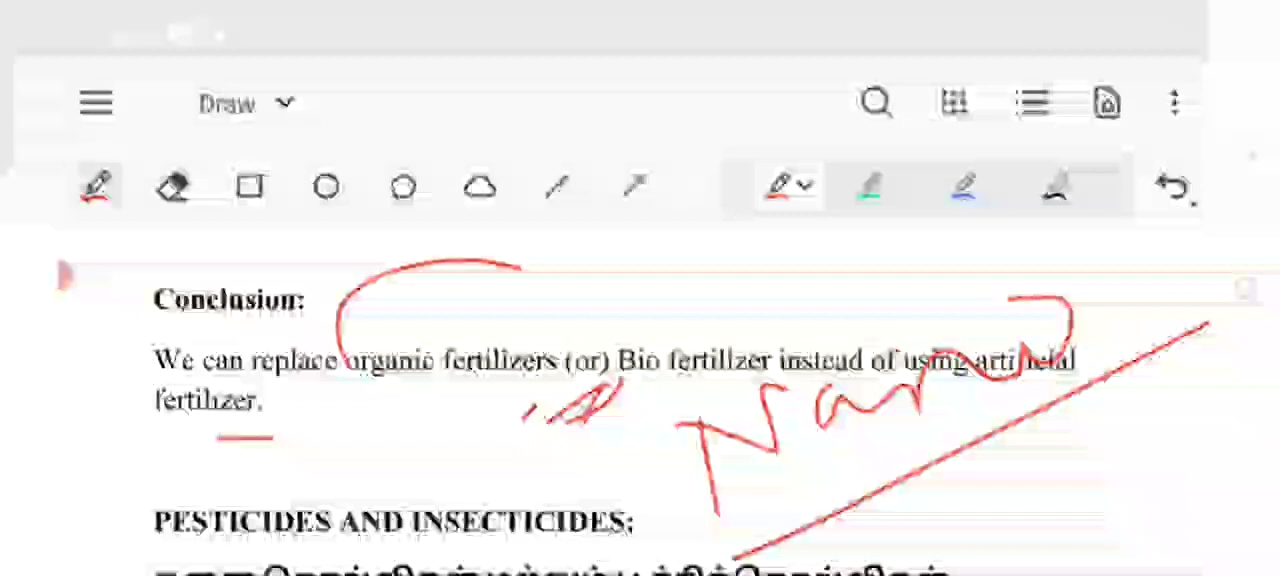 Draw
Conclusion:
We can replace organic fertilizers (or) Bio fertilizer instead of using artificial
fertilizer.
PESTICIDES AND INSECTICIDES: